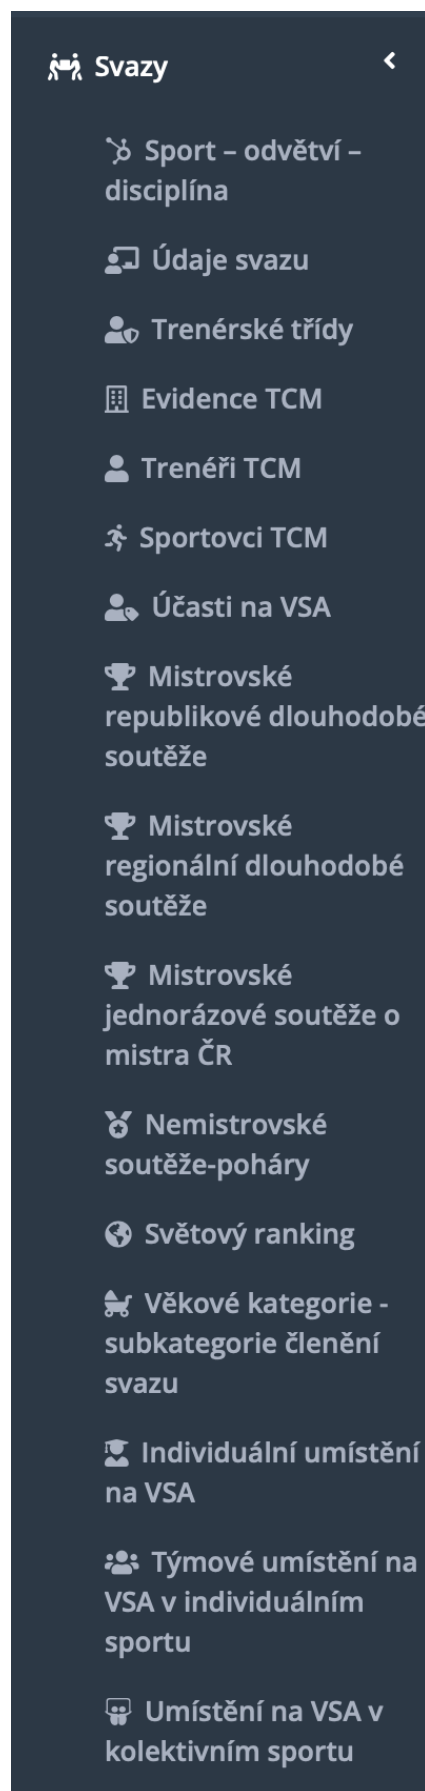 Svazy
Sport – odvětví –
disciplína
Údaje svazu
Trenérské třídy
Evidence TCM
Trenéři TCM
Sportovci TCM
Účasti na VSA
Mistrovské
republikové dlouhodobé
soutěže
Mistrovské
regionální dlouhodobé
soutěže
Mistrovské
jednorázové soutěže o
mistra ČR
Nemistrovské
soutěže-poháry
Světový ranking
Věkové kategorie -
subkategorie členění
svazu
Individuální umístění
na VSA
Týmové umístění na
VSA v individuálním
sportu
Umístění na VSA v
kolektivním sportu